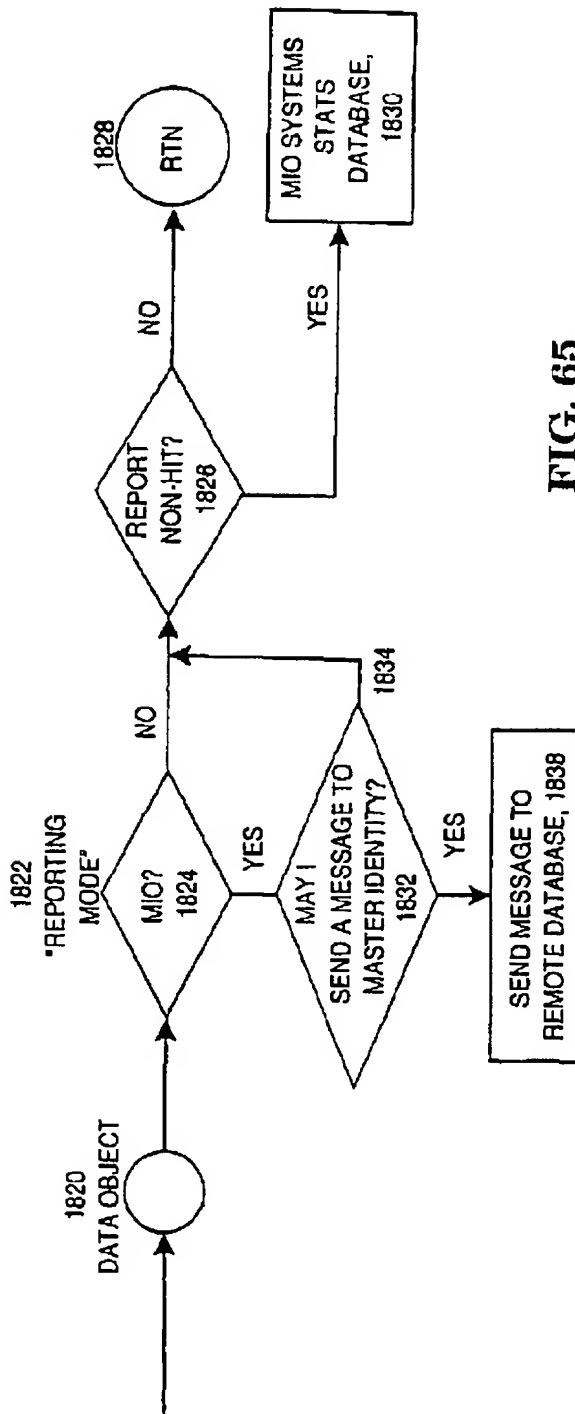 1820
DATA OBJECT
1822
"REPORTING
MODE"
MIO?
1824
NO
YES
MAY I
SEND A MESSAGE TO
MASTER IDENTITY?
1832
1834
YES
SEND MESSAGE TO
REMOTE DATABASE, 1838
REPORT
NON-HIT?
1826
NO
1828
RTN
YES
MIO SYSTEMS
STATS
DATABASE,
1830
FIG. 65